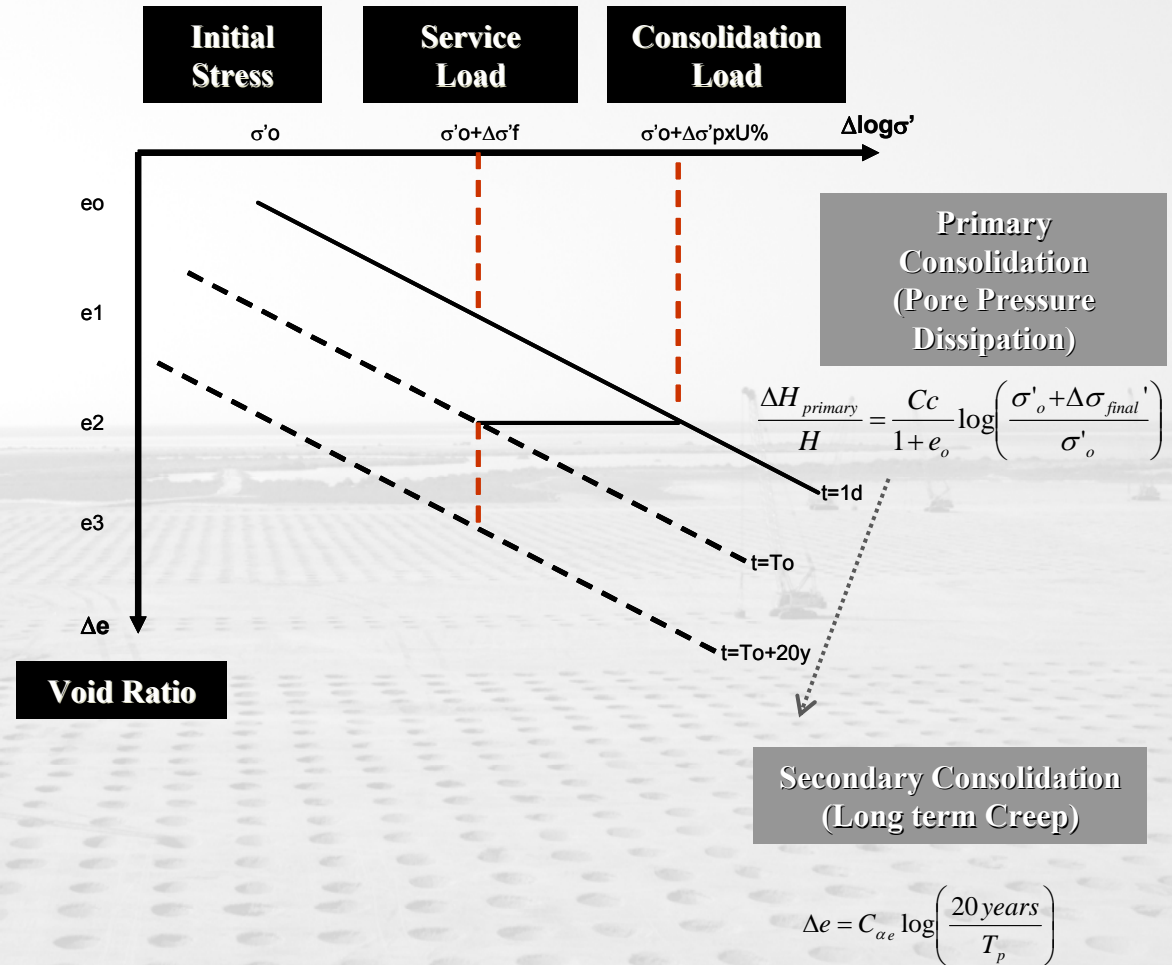 Initial
Stress
Service
Load
Consolidation
Load
σ'o
σ'o+Δσ'f
σ'o+Δσ'pxU%
Δlogσ'
eo
e1
e2
e3
Δe
Void Ratio
t=1d
t=To
t=To+20y
Primary
Consolidation
(Pore Pressure
Dissipation)
ΔH_primary / H = Cc / (1 + e_o) log((σ'_o + Δσ_final') / σ'_o)
Secondary Consolidation
(Long term Creep)
Δe = C_αe log(20 years / T_p)